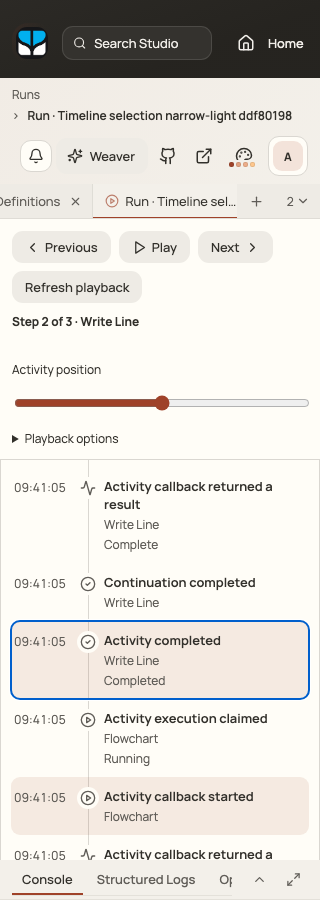 Search Studio
Home
Runs
Run · Timeline selection narrow-light ddf80198
Weaver
A
Definitions
Run · Timeline sel...
2
Previous
Play
Next
Refresh playback
Step 2 of 3 · Write Line
Activity position
Playback options
09:41:05 Activity callback returned a
result
Write Line
Complete
09:41:05 Continuation completed
Write Line
09:41:05 Activity completed
Write Line
Completed
09:41:05 Activity execution claimed
Flowchart
Running
09:41:05 Activity callback started
Flowchart
09:41:05 Activity callback returned a
Console
Structured Logs